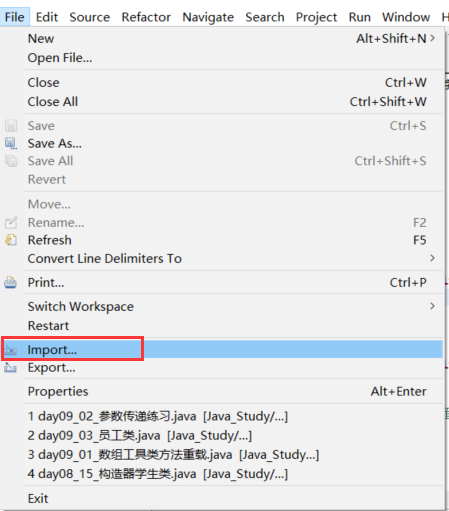 File Edit Source Refactor Navigate Search Project Run Window
New Alt+Shift+N
Open File...
Close Ctrl+W
Close All Ctrl+Shift+W
Save Ctrl+S
Save As...
Save All Ctrl+Shift+S
Revert
Move...
Rename... F2
Refresh F5
Convert Line Delimiters To
Print... Ctrl+P
Switch Workspace
Restart
Import...
Export...
Properties Alt+Enter
1 day09_02_参数传递练习.java [Java_Study/...]
2 day09_03_员工类.java [Java_Study/...]
3 day09_01_数组工具类方法重载.java [Java_Study...]
4 day08_15_构造器学生类.java [Java_Study/...]
Exit